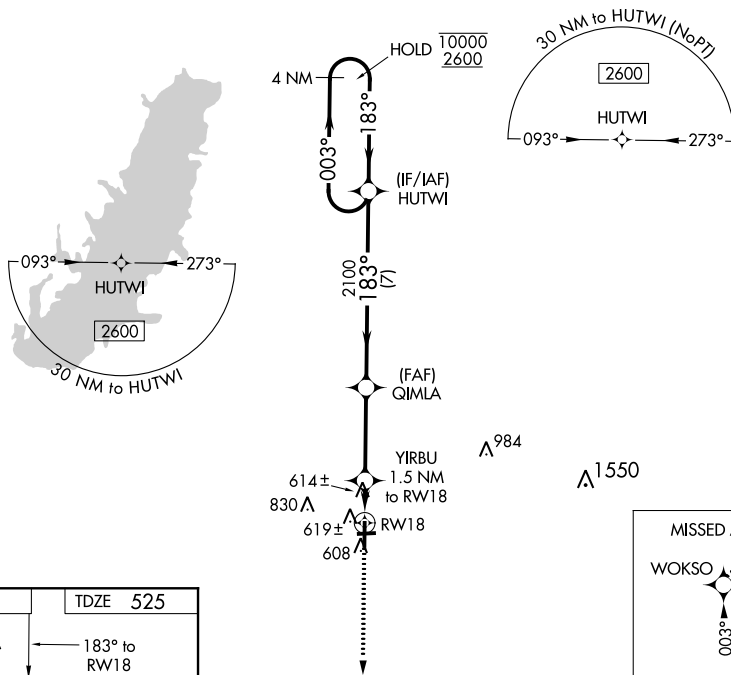 30 NM to HUTWI (NoPT)
2600
HUTWI
093°
273°
HOLD
10000
2600
4 NM
183°
003°
(IF/IAF)
HUTWI
093°
273°
HUTWI
2600
30 NM to HUTWI
2100
183°
(7)
(FAF)
QIMLA
984
YIRBU
1.5 NM
to RW18
1550
614±
830
619±
RW18
608
MISSED
WOKSO
003°
TDZE 525
183° to
RW18